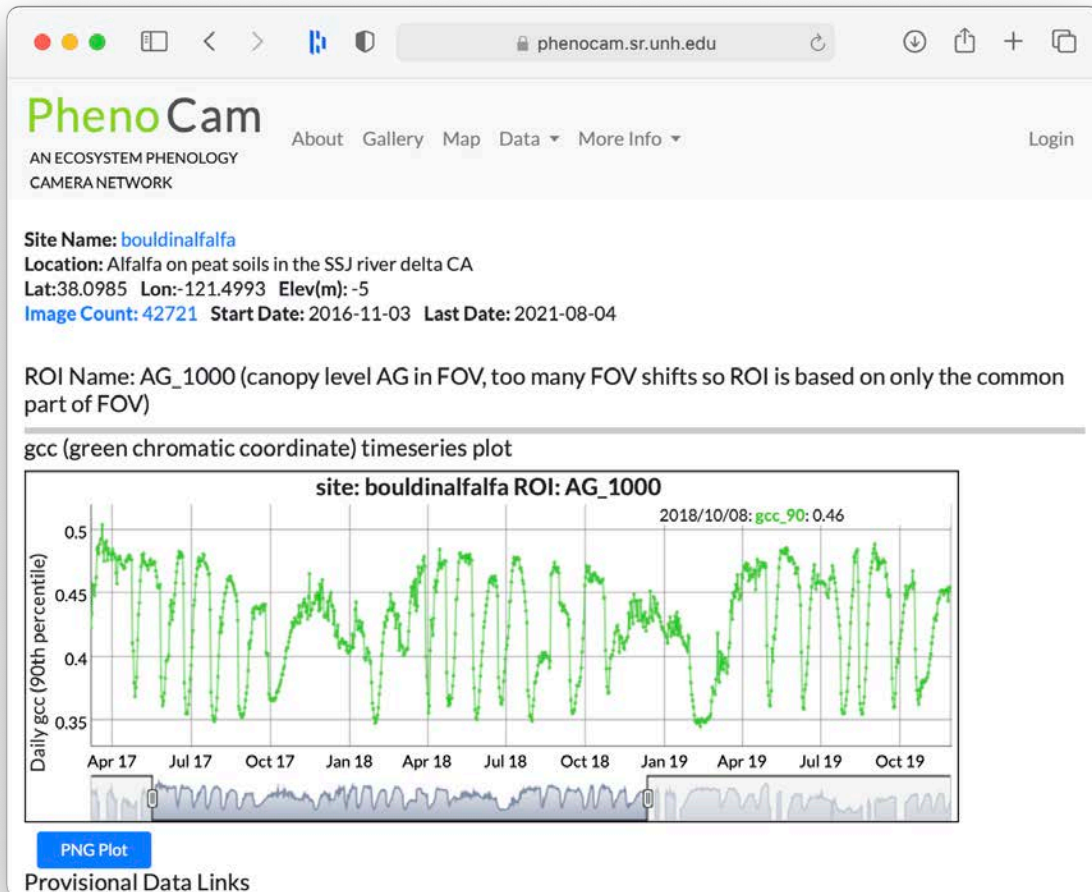 phenocam.sr.unh.edu
PhenoCam
AN ECOSYSTEM PHENOLOGY
CAMERA NETWORK
About Gallery Map Data More Info Login
Site Name: bouldinalfalfa
Location: Alfalfa on peat soils in the SSJ river delta CA
Lat:38.0985 Lon:-121.4993 Elev(m): -5
Image Count: 42721 Start Date: 2016-11-03 Last Date: 2021-08-04
ROI Name: AG_1000 (canopy level AG in FOV, too many FOV shifts so ROI is based on only the common
part of FOV)
gcc (green chromatic coordinate) timeseries plot
site: bouldinalfalfa ROI: AG_1000
2018/10/08: gcc_90: 0.46
Daily gcc (90th percentile)
0.5
0.45
0.4
0.35
Apr 17 Jul 17 Oct 17 Jan 18 Apr 18 Jul 18 Oct 18 Jan 19 Apr 19 Jul 19 Oct 19
PNG Plot
Provisional Data Links